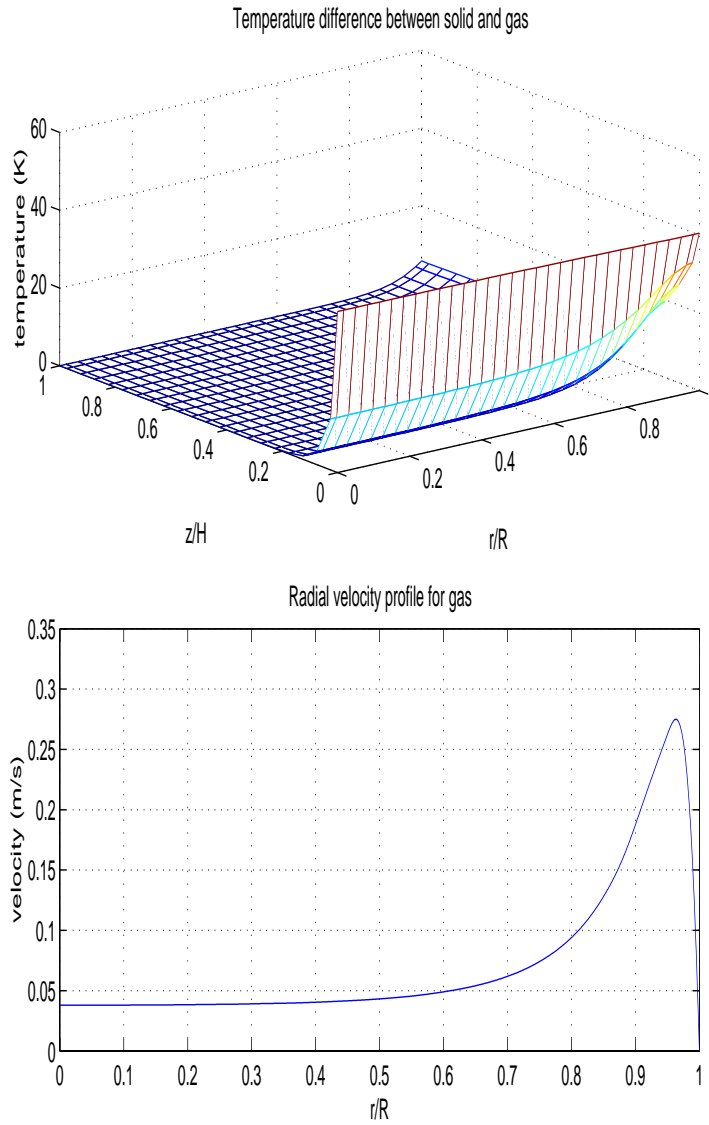 Temperature difference between solid and gas
60
40
20
0
temperature (K)
1
0.8
0.6
0.4
0.2
0
z/H
0
0.2
0.4
0.6
0.8
r/R
Radial velocity profile for gas
0.35
0.3
0.25
0.2
0.15
0.1
0.05
0
velocity (m/s)
0 0.1 0.2 0.3 0.4 0.5 0.6 0.7 0.8 0.9 1
r/R